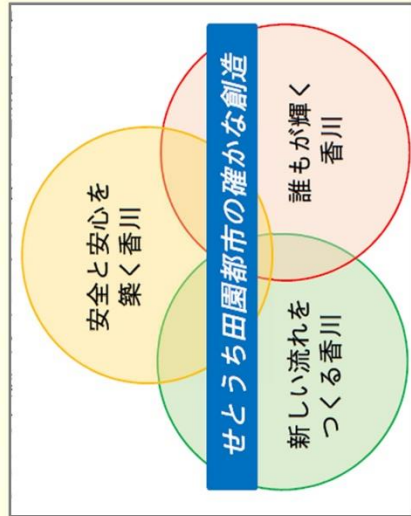 安全と安心を
築く香川
せとうち田園都市の確かな創造
新しい流れを
つくる香川
誰もが輝く
香川